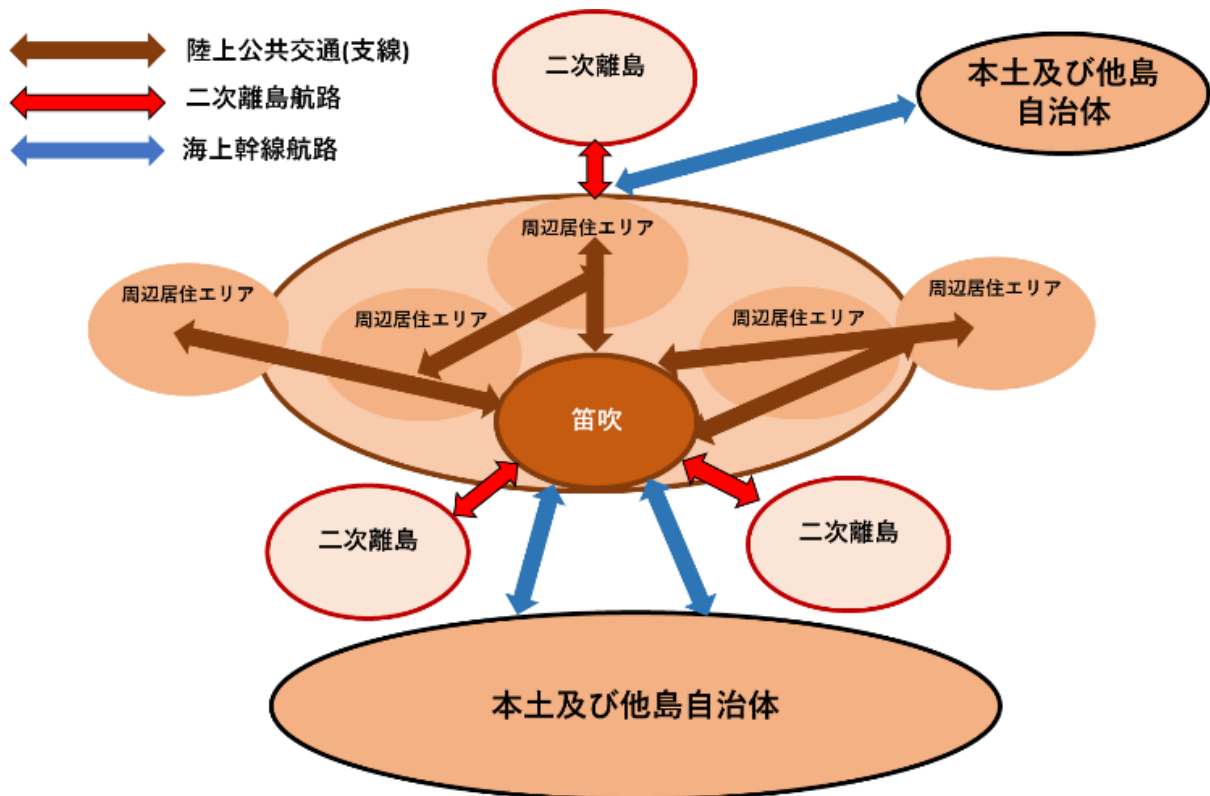 陸上公共交通(支線)
二次離島航路
海上幹線航路
二次離島
本土及び他島
自治体
周辺居住エリア
周辺居住エリア
周辺居住エリア
周辺居住エリア
周辺居住エリア
笛吹
二次離島
二次離島
本土及び他島自治体